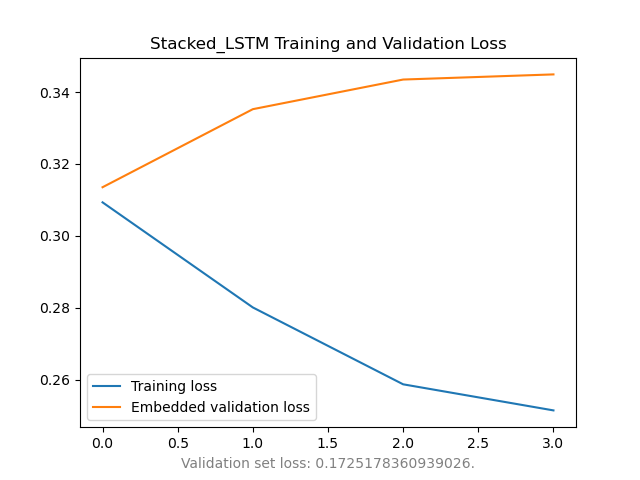 Stacked_LSTM Training and Validation Loss
0.34
0.32
0.30
0.28
0.26
Training loss
Embedded validation loss
0.0 0.5 1.0 1.5 2.0 2.5 3.0
Validation set loss: 0.1725178360939026.